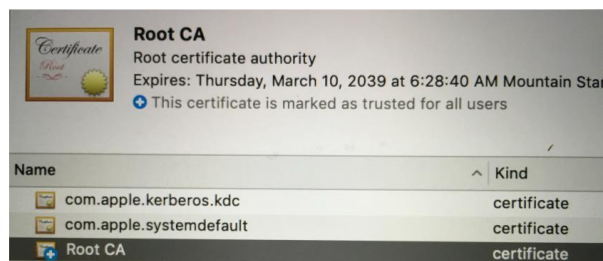 Certificate
Root
Root CA
Root certificate authority
Expires: Thursday, March 10, 2039 at 6:28:40 AM Mountain Star
This certificate is marked as trusted for all users
Name
Kind
com.apple.kerberos.kdc
certificate
com.apple.systemdefault
certificate
Root CA
certificate